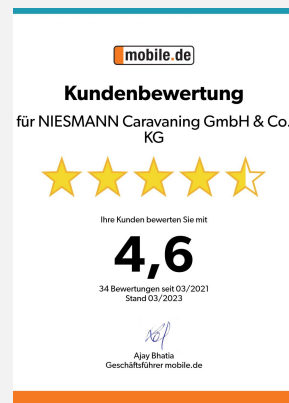 mobile.de
Kundenbewertung
für NIESMANN Caravaning GmbH & Co.
KG
Ihre Kunden bewerten Sie mit
4,6
34 Bewertungen seit 03/2021
Stand 03/2023
Ajay Bhatia
Geschäftsführer mobile.de